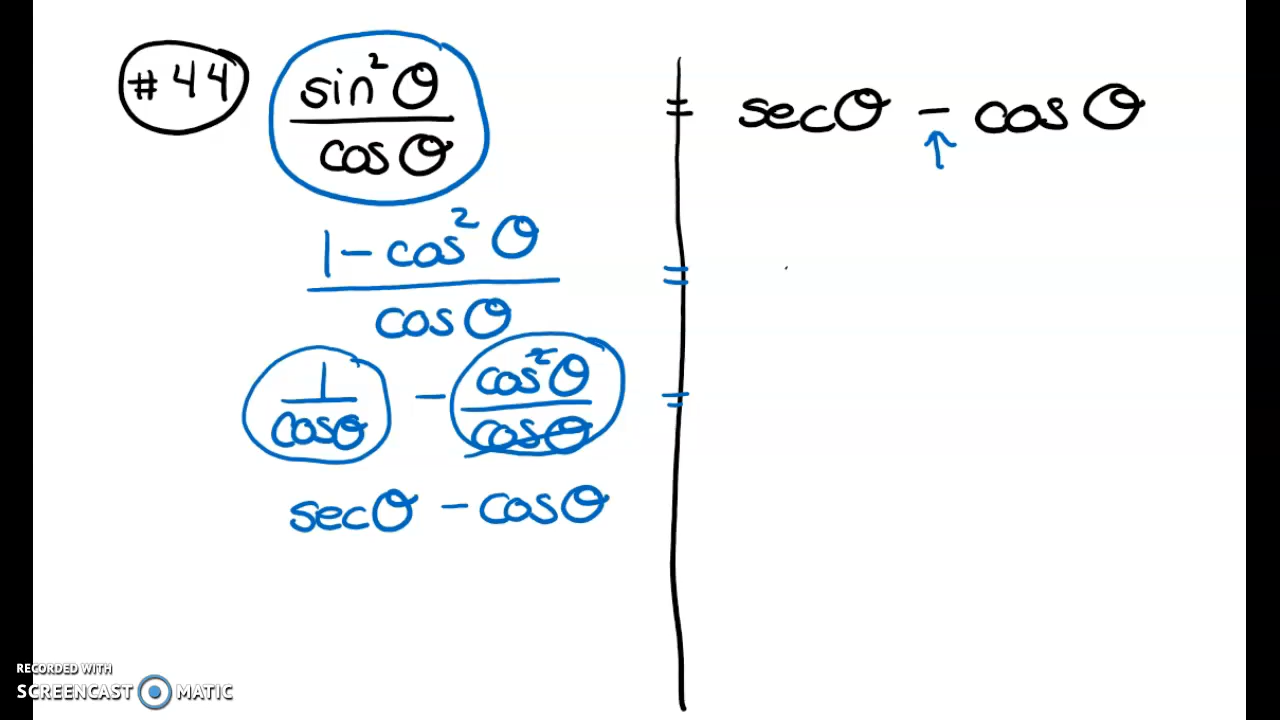 #44 sin²θ / cosθ = secθ - cosθ
1 - cos²θ / cosθ =
1 / cosθ - cos²θ / cosθ =
secθ - cosθ
RECORDED WITH
SCREENCAST MATIC